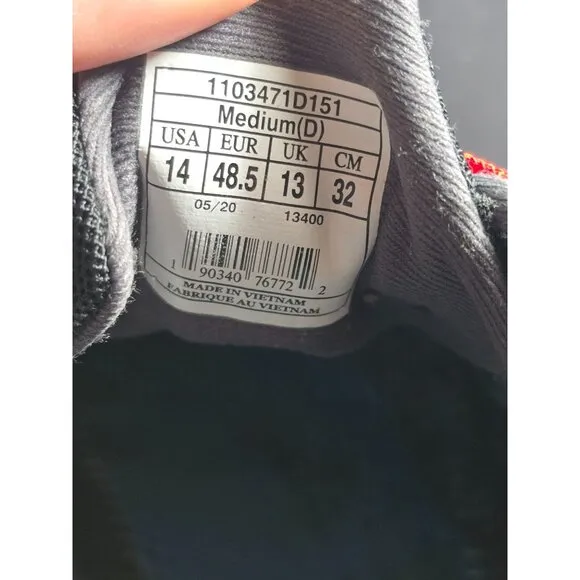 1103471D151
Medium(D)
USA EUR UK CM
14 48.5 13 32
05/20 13400
1 90340 76772 2
MADE IN VIETNAM
FABRIQUE AU VIETNAM